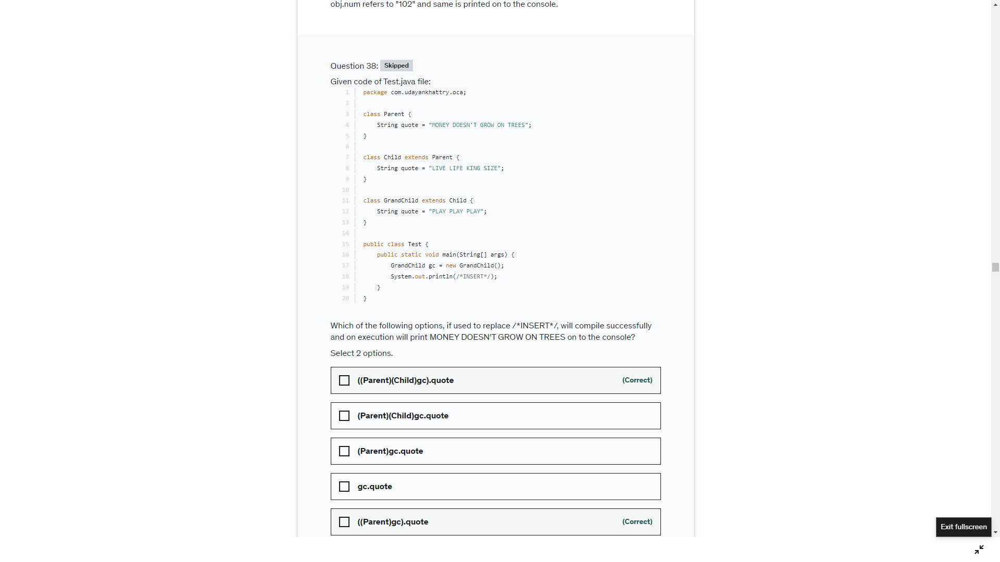 obj.num refers to "102" and same is printed on to the console.
Question 38: Skipped
Given code of Test.java file:
1 package com.udayankhattry.oca;
2
3 class Parent {
4 String quote = "MONEY DOESN'T GROW ON TREES";
5 }
6
7 class Child extends Parent {
8 String quote = "LIVE LIFE KING SIZE";
9 }
10
11 class GrandChild extends Child {
12 String quote = "PLAY PLAY PLAY";
13 }
14
15 public class Test {
16 public static void main(String[] args) {
17 GrandChild gc = new GrandChild();
18 System.out.println(/*INSERT*/);
19 }
20 }
Which of the following options, if used to replace /*INSERT*/, will compile successfully
and on execution will print MONEY DOESN'T GROW ON TREES on to the console?
Select 2 options.
((Parent)(Child)gc).quote (Correct)
(Parent)(Child)gc.quote
(Parent)gc.quote
gc.quote
((Parent)gc).quote (Correct)
Exit fullscreen